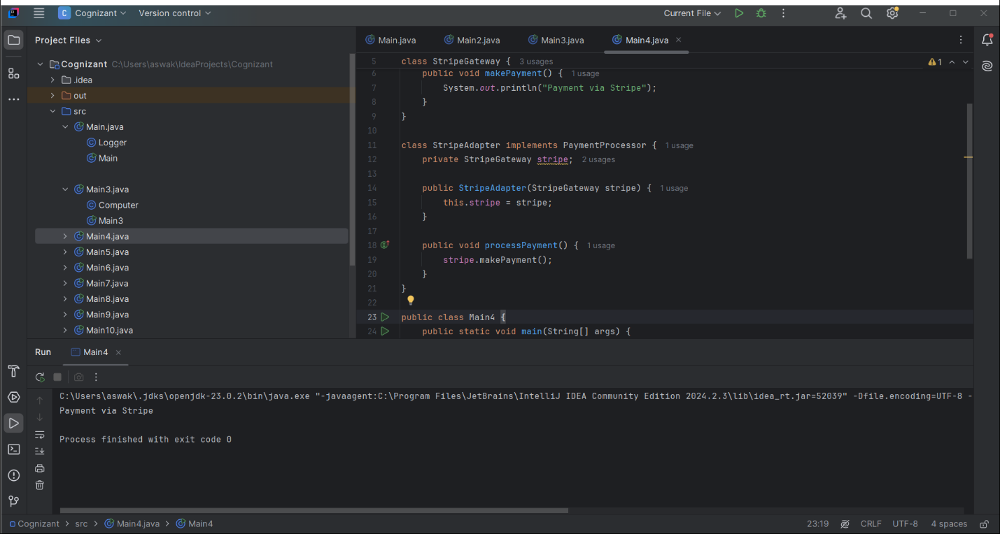 C Cognizant Version control Current File
Project Files
Cognizant C:\Users\aswak\IdeaProjects\Cognizant
.idea
out
src
Main.java
Logger
Main
Main3.java
Computer
Main3
Main4.java
Main5.java
Main6.java
Main7.java
Main8.java
Main9.java
Main10.java
Main.java Main2.java Main3.java Main4.java
5 class StripeGateway { 3 usages
1
6 public void makePayment() { 1 usage
7 System.out.println("Payment via Stripe");
8 }
9 }
10
11 class StripeAdapter implements PaymentProcessor { 1 usage
12 private StripeGateway stripe; 2 usages
13
14 public StripeAdapter(StripeGateway stripe) { 1 usage
15 this.stripe = stripe;
16 }
17
18 public void processPayment() { 1 usage
19 stripe.makePayment();
20 }
21 }
22
23 public class Main4 {
24 public static void main(String[] args) {
Run Main4
C:\Users\aswak\.jdks\openjdk-23.0.2\bin\java.exe "-javaagent:C:\Program Files\JetBrains\IntelliJ IDEA Community Edition 2024.2.3\lib\idea_rt.jar=52039" -Dfile.encoding=UTF-8 -
Payment via Stripe
Process finished with exit code 0
Cognizant > src > Main4.java > Main4 23:19 CRLF UTF-8 4 spaces